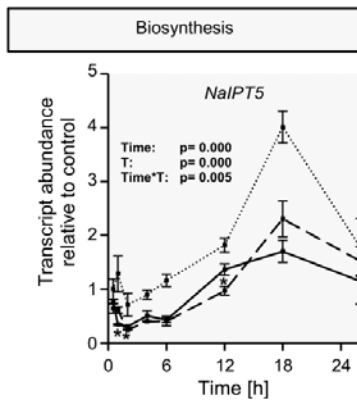 Biosynthesis
NaIPT5
Time: p= 0.000
T: p= 0.000
Time*T: p= 0.005
Transcript abundance
relative to control
5
4
3
2
1
0
* * *
0 6 12 18 24
Time [h]